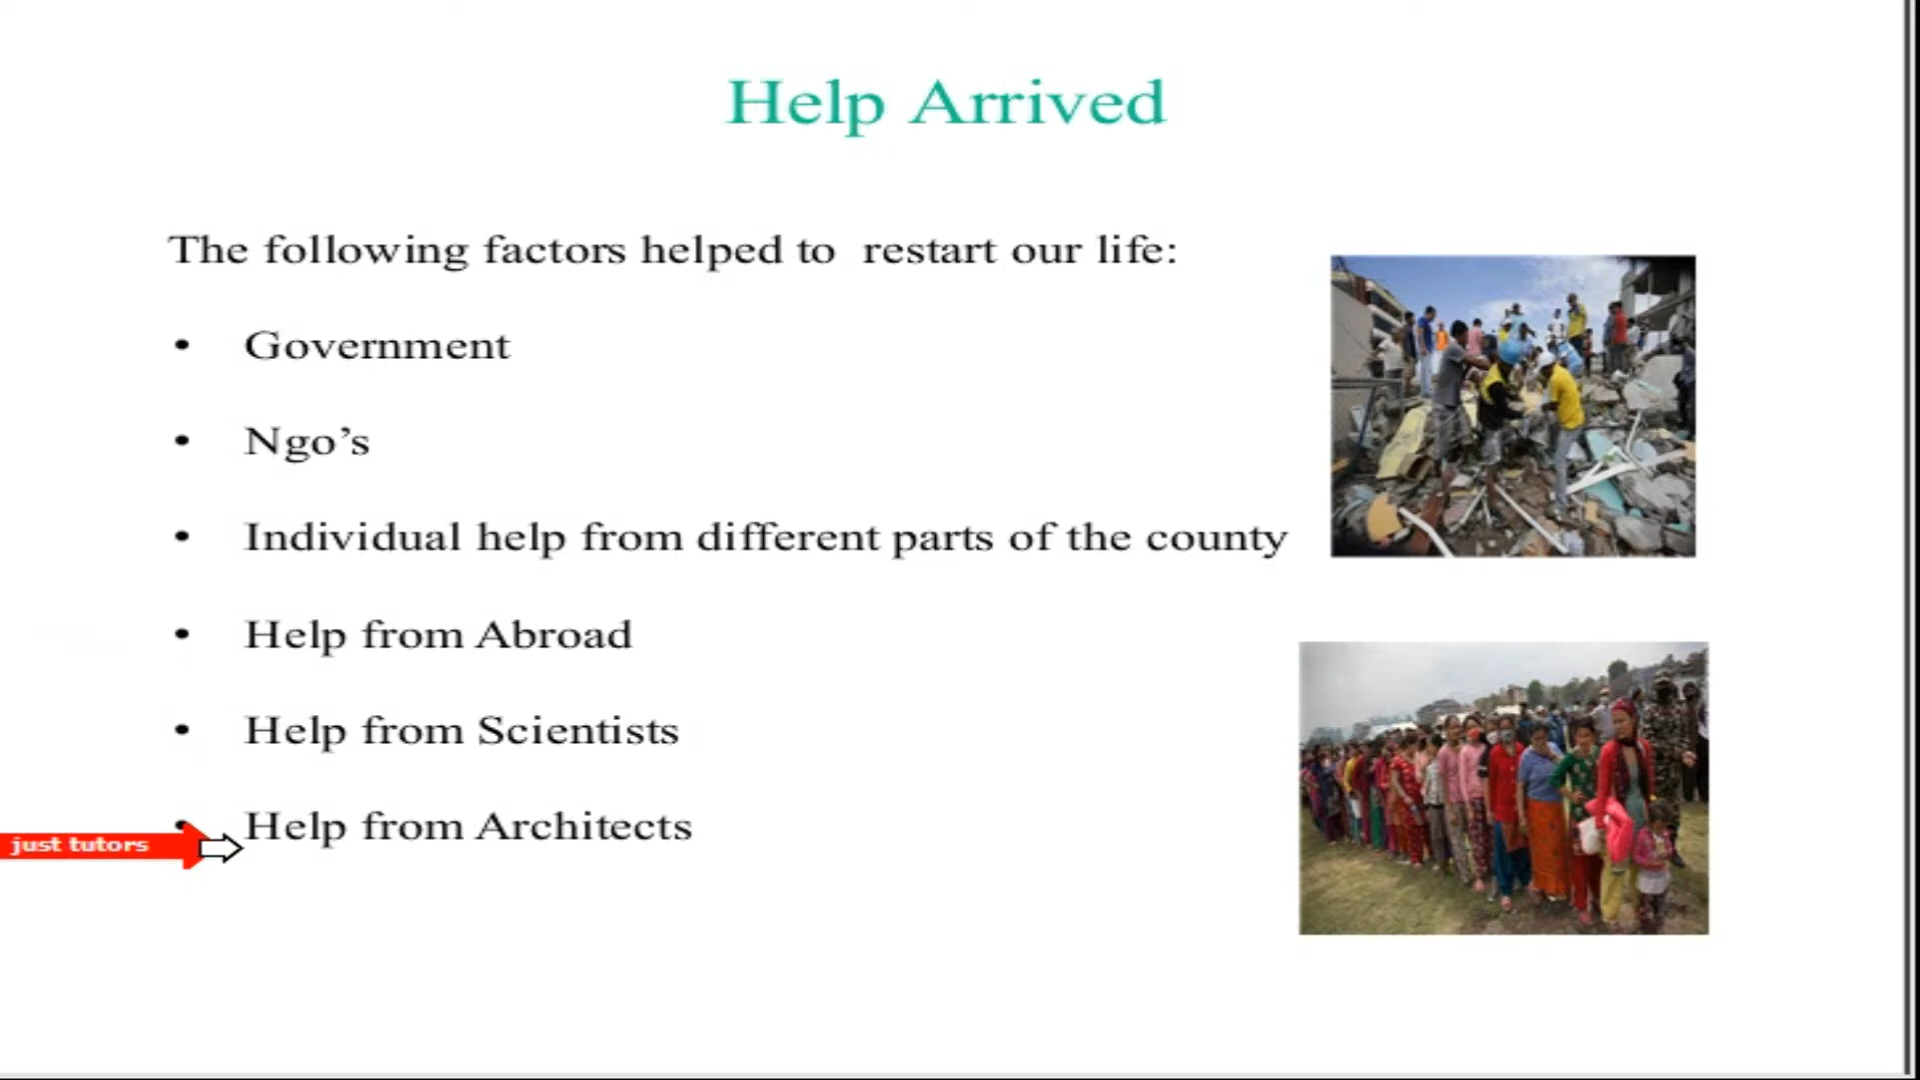 Help Arrived
The following factors helped to restart our life:
• Government
• Ngo’s
• Individual help from different parts of the county
• Help from Abroad
• Help from Scientists
• Help from Architects
just tutors